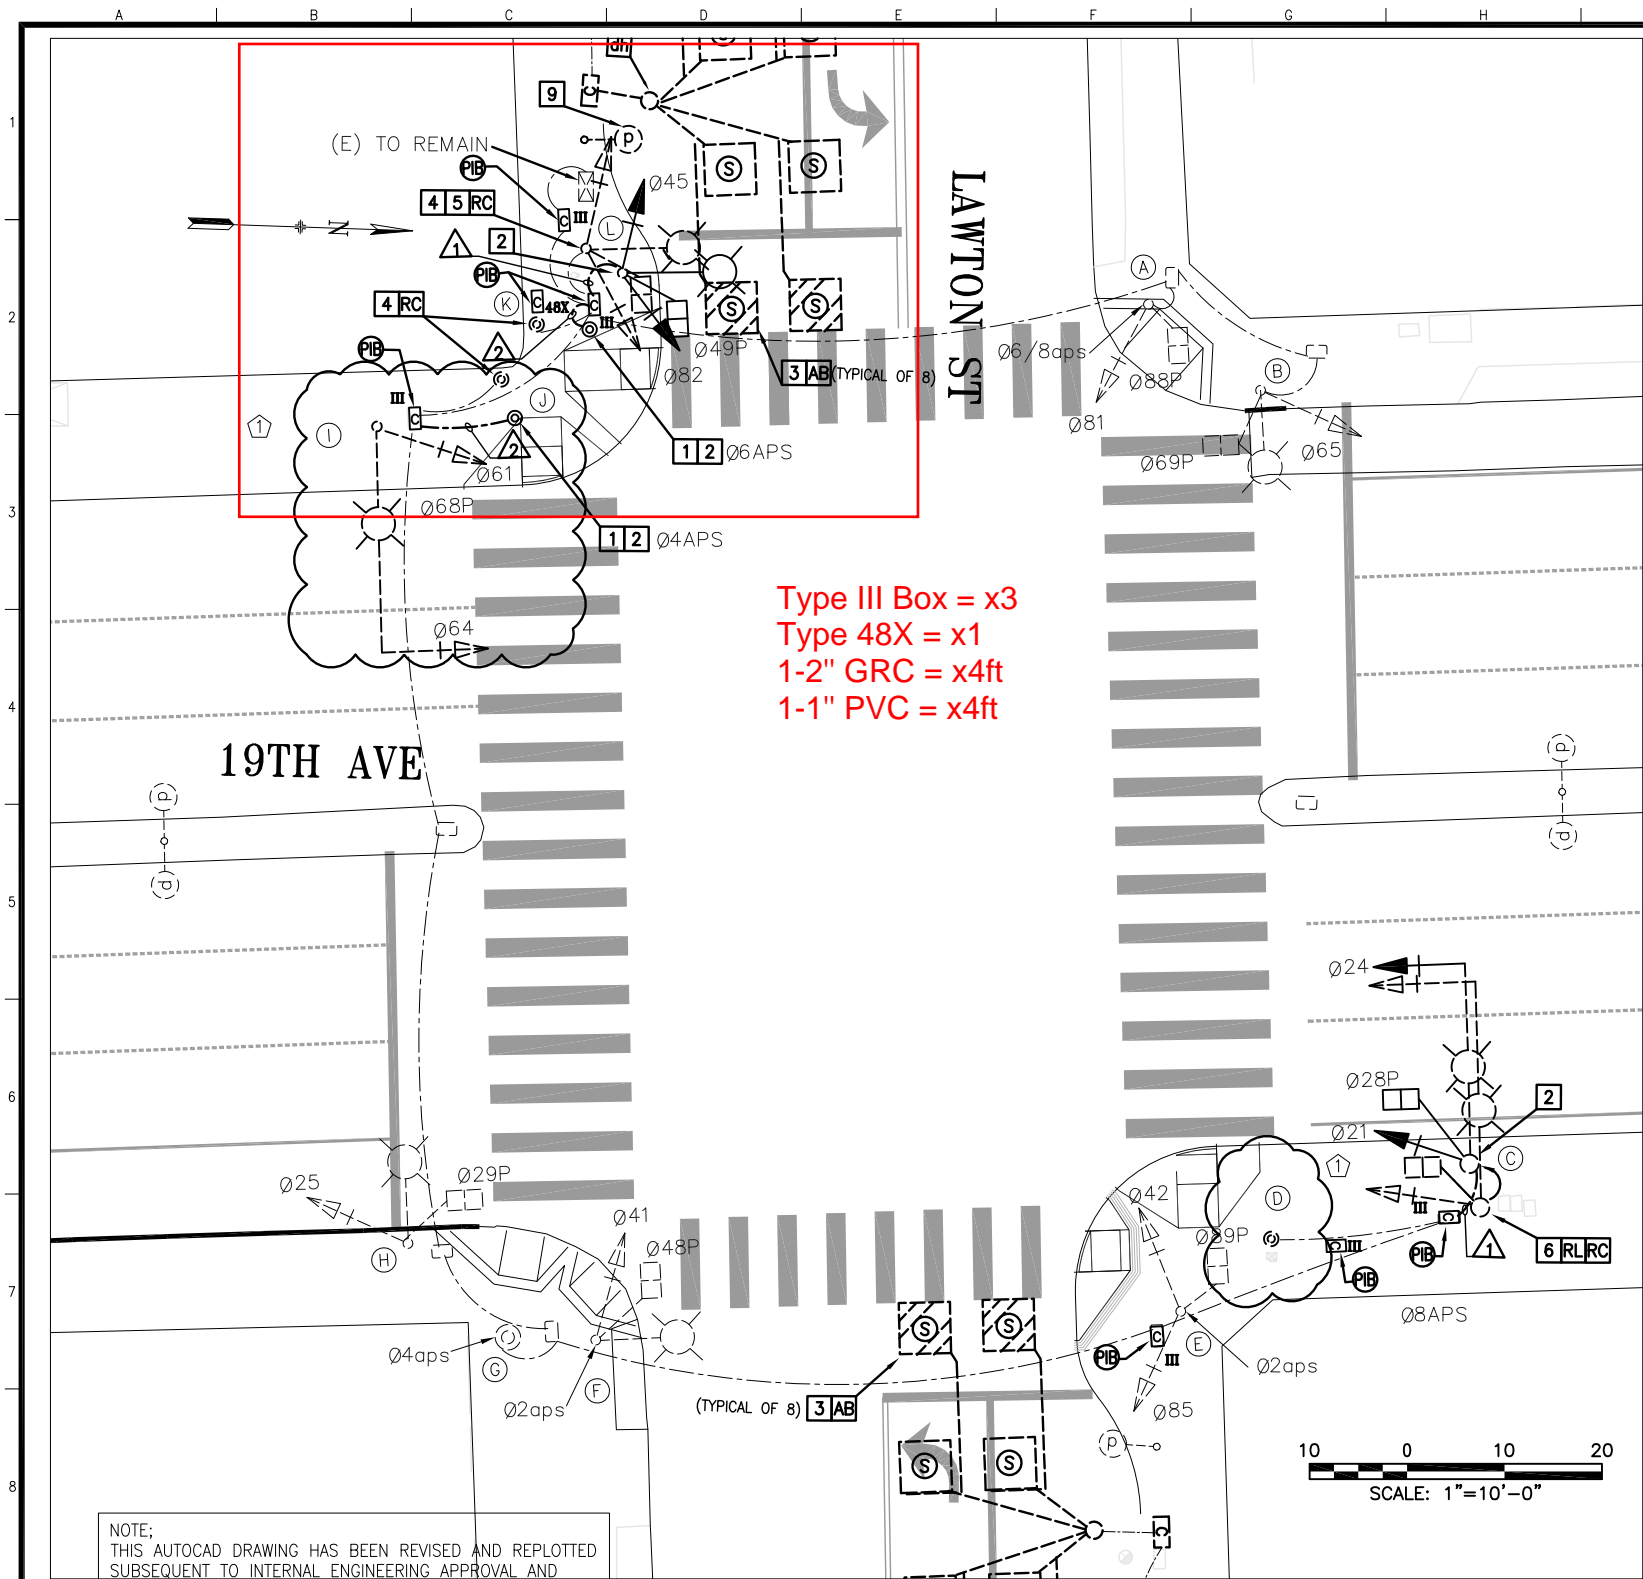 A B C D E F G H
1
2
3
4
5
6
7
8
dh
9
p
(E) TO REMAIN
PIB
C III
4 5 RC
Ø45
L
S S
1
2
PIB
N
LAWTON ST
K
C 48X C
III
4 RC
S S
A
PIB
2
Ø49P
Ø82
3 AB (TYPICAL OF 8)
Ø6/8aps
Ø88P
B
Ø81
III
C
J
1
I
2
Ø61
1 2 Ø6APS
Ø69P
Ø65
Ø68P
1 2 Ø4APS
Type III Box = x3
Type 48X = x1
1-2" GRC = x4ft
1-1" PVC = x4ft
Ø64
19TH AVE
p
p
p
p
Ø24
Ø28P
2
Ø21
1
C
Ø25
Ø29P
Ø41
Ø42
D
III
C
Ø48P
Ø89P
C III
PIB
1
6 RL RC
H
PIB
Ø8APS
S S
Ø4aps
G
F
C
III
PIB
E
Ø2aps
Ø2aps
(TYPICAL OF 8) 3 AB
Ø85
p
S S
10 0 10 20
SCALE: 1"=10'-0"
C
NOTE;
THIS AUTOCAD DRAWING HAS BEEN REVISED AND REPLOTTED
SUBSEQUENT TO INTERNAL ENGINEERING APPROVAL AND